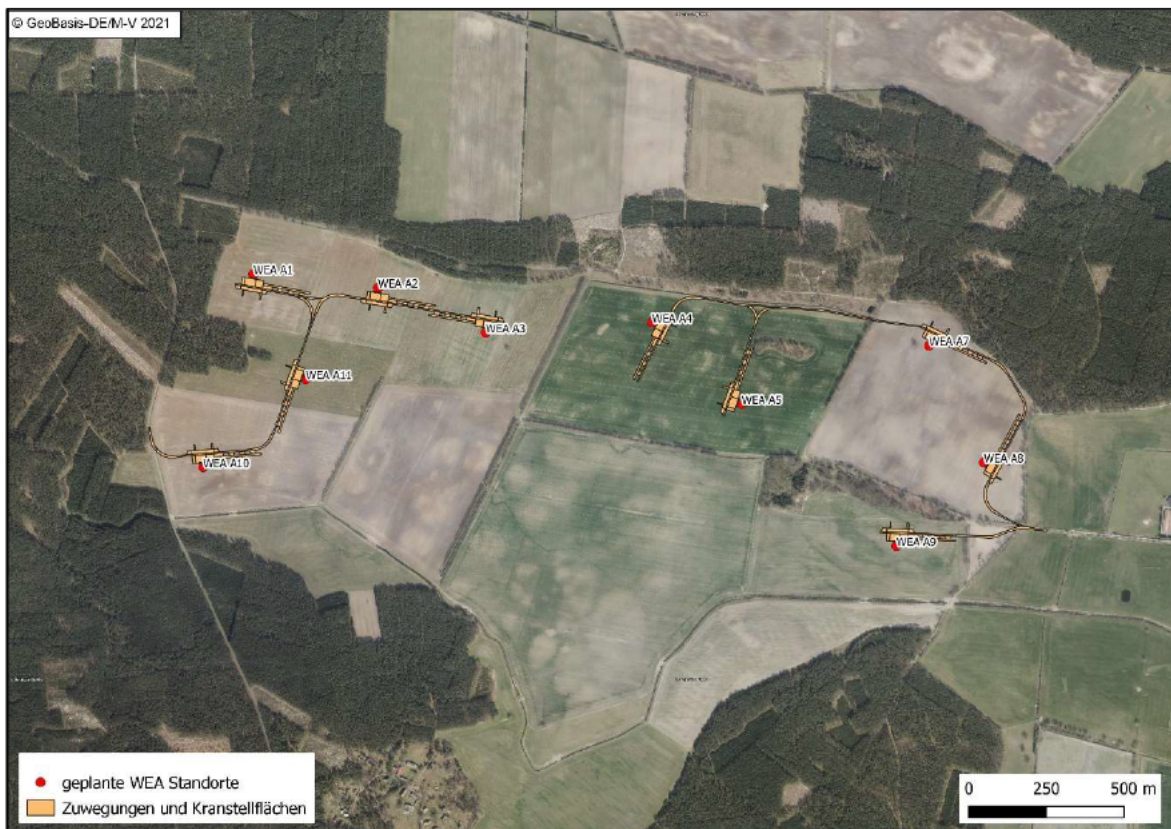 © GeoBasis-DE/M-V 2021
WEA A1
WEA A2
WEA A3
WEA A4
WEA A7
WEA A11
WEA A5
WEA A10
WEA A8
WEA A9
geplante WEA Standorte
Zuwegungen und Kranstellflächen
0 250 500 m